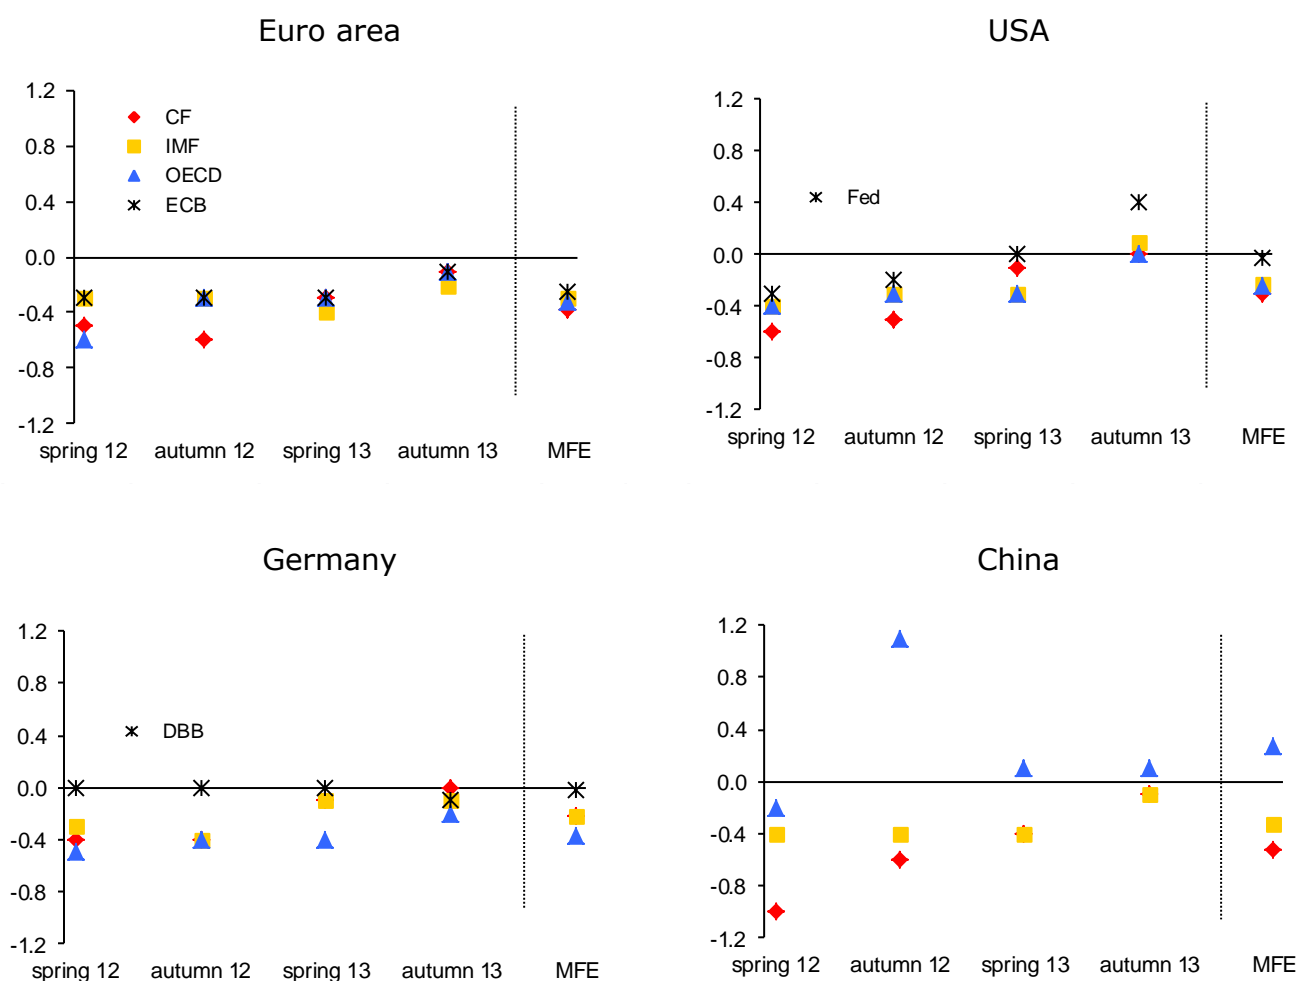 Euro area
1.2
0.8
0.4
0.0
-0.4
-0.8
-1.2
CF
IMF
OECD
ECB
spring 12 autumn 12 spring 13 autumn 13 MFE
USA
1.2
0.8
0.4
0.0
-0.4
-0.8
-1.2
Fed
spring 12 autumn 12 spring 13 autumn 13 MFE
Germany
1.2
0.8
0.4
0.0
-0.4
-0.8
-1.2
DBB
spring 12 autumn 12 spring 13 autumn 13 MFE
China
1.2
0.8
0.4
0.0
-0.4
-0.8
-1.2
spring 12 autumn 12 spring 13 autumn 13 MFE